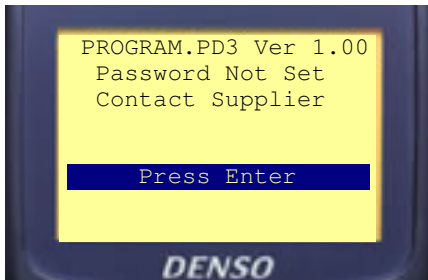 PROGRAM.PD3 Ver 1.00
Password Not Set
Contact Supplier
Press Enter
DENSO